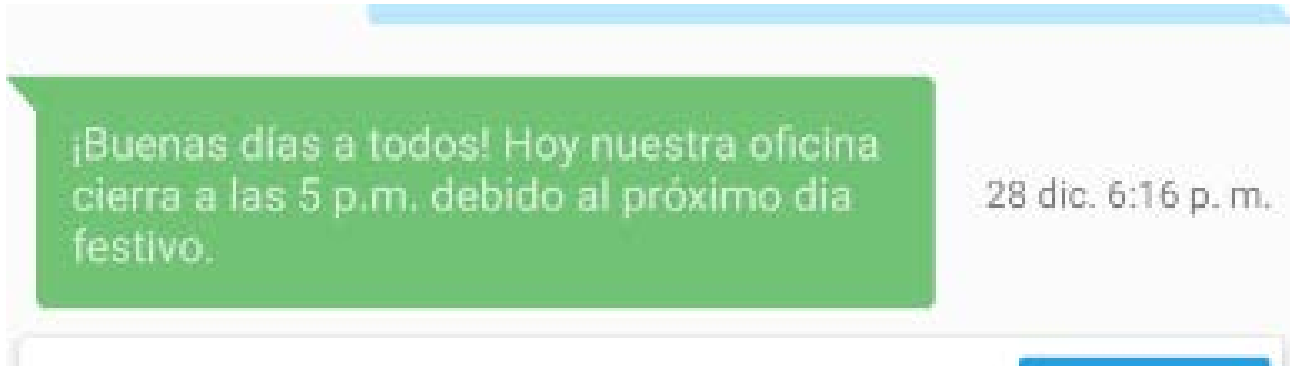 ¡Buenas días a todos! Hoy nuestra oficina
cierra a las 5 p.m. debido al próximo dia
festivo.
28 dic. 6:16 p. m.